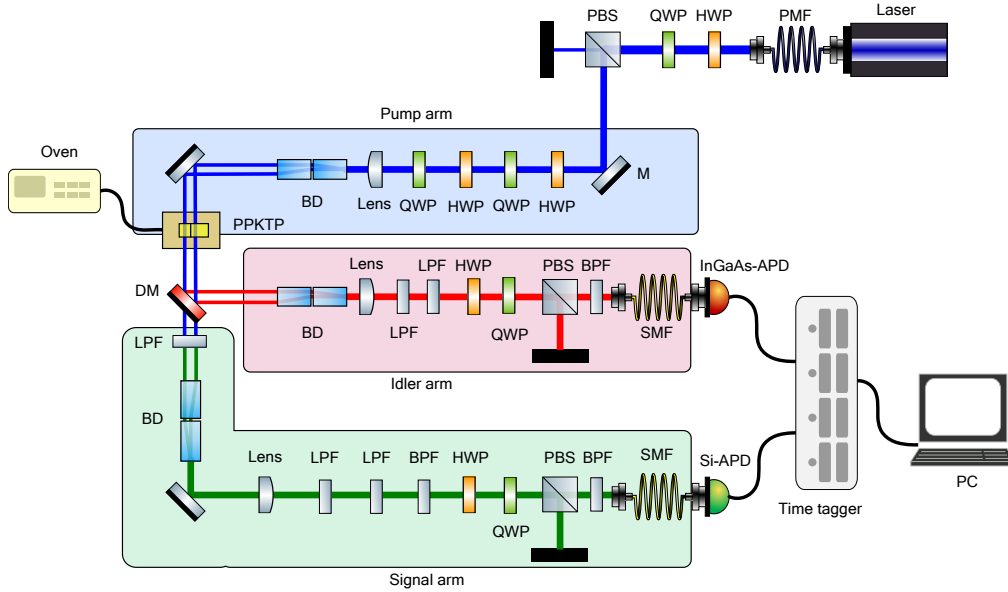 PBS
QWP
HWP
PMF
Laser
Pump arm
Oven
BD
Lens
QWP
HWP
QWP
HWP
M
PPKTP
DM
BD
Lens
LPF
LPF
HWP
QWP
PBS
BPF
SMF
InGaAs-APD
Idler arm
LPF
BD
Lens
LPF
LPF
BPF
HWP
QWP
PBS
BPF
SMF
Si-APD
Signal arm
Time tagger
PC